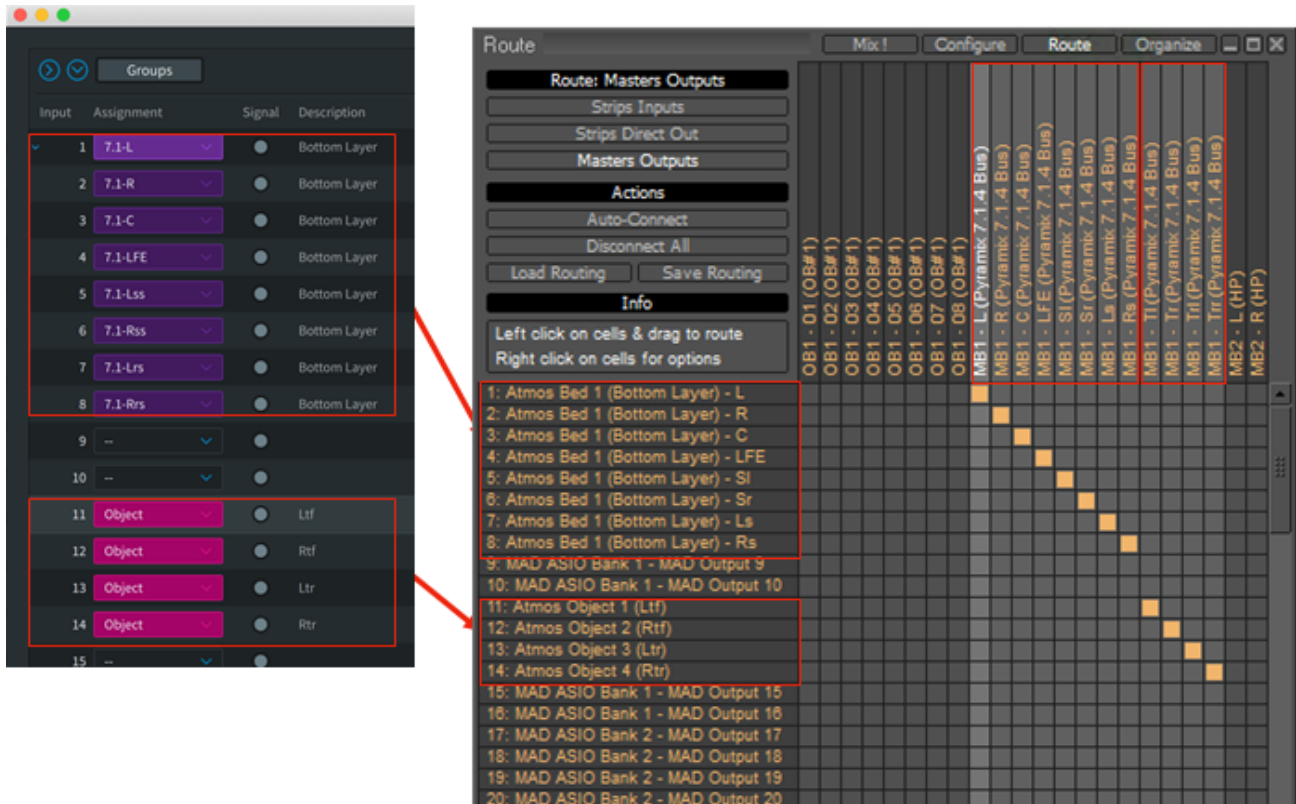 Groups
Input Assignment Signal Description
1 7.1-L Bottom Layer
2 7.1-R Bottom Layer
3 7.1-C Bottom Layer
4 7.1-LFE Bottom Layer
5 7.1-Lss Bottom Layer
6 7.1-Rss Bottom Layer
7 7.1-Lrs Bottom Layer
8 7.1-Rrs Bottom Layer
9 --
10 --
11 Object Ltf
12 Object Rtf
13 Object Ltr
14 Object Rtr
15 --
Route Mix! Configure Route Organize
Route: Masters Outputs
Strips Inputs
Strips Direct Out
Masters Outputs
Actions
Auto-Connect
Disconnect All
Load Routing Save Routing
Info
Left click on cells & drag to route
Right click on cells for options
OB1 - 01 (OB#1)
OB1 - 02 (OB#1)
OB1 - 03 (OB#1)
OB1 - 04 (OB#1)
OB1 - 05 (OB#1)
OB1 - 06 (OB#1)
OB1 - 07 (OB#1)
OB1 - 08 (OB#1)
MB1 - L (Pyramix 7.1.4 Bus)
MB1 - R (Pyramix 7.1.4 Bus)
MB1 - C (Pyramix 7.1.4 Bus)
MB1 - LFE (Pyramix 7.1.4 Bus)
MB1 - Sl (Pyramix 7.1.4 Bus)
MB1 - Sr (Pyramix 7.1.4 Bus)
MB1 - Ls (Pyramix 7.1.4 Bus)
MB1 - Rs (Pyramix 7.1.4 Bus)
MB1 - Tl (Pyramix 7.1.4 Bus)
MB1 - Tr (Pyramix 7.1.4 Bus)
MB1 - Trl (Pyramix 7.1.4 Bus)
MB1 - Trr (Pyramix 7.1.4 Bus)
MB2 - L (HP)
MB2 - R (HP)
1: Atmos Bed 1 (Bottom Layer) - L
2: Atmos Bed 1 (Bottom Layer) - R
3: Atmos Bed 1 (Bottom Layer) - C
4: Atmos Bed 1 (Bottom Layer) - LFE
5: Atmos Bed 1 (Bottom Layer) - Sl
6: Atmos Bed 1 (Bottom Layer) - Sr
7: Atmos Bed 1 (Bottom Layer) - Ls
8: Atmos Bed 1 (Bottom Layer) - Rs
9: MAD ASIO Bank 1 - MAD Output 9
10: MAD ASIO Bank 1 - MAD Output 10
11: Atmos Object 1 (Ltf)
12: Atmos Object 2 (Rtf)
13: Atmos Object 3 (Ltr)
14: Atmos Object 4 (Rtr)
15: MAD ASIO Bank 1 - MAD Output 15
16: MAD ASIO Bank 1 - MAD Output 16
17: MAD ASIO Bank 2 - MAD Output 17
18: MAD ASIO Bank 2 - MAD Output 18
19: MAD ASIO Bank 2 - MAD Output 19
20: MAD ASIO Bank 2 - MAD Output 20